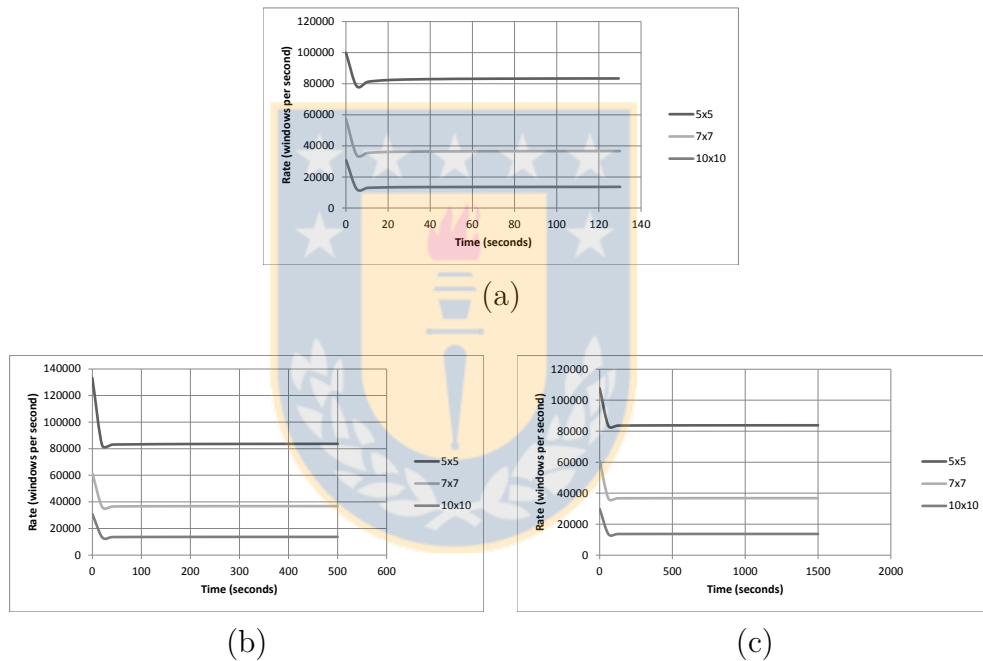 120000
100000
80000
60000
40000
20000
0
Rate (windows per second)
0 20 40 60 80 100 120 140
Time (seconds)
5x5
7x7
10x10
(a)
140000
120000
100000
80000
60000
40000
20000
0
Rate (windows per second)
0 100 200 300 400 500 600
Time (seconds)
5x5
7x7
10x10
(b)
120000
100000
80000
60000
40000
20000
0
Rate (windows per second)
0 500 1000 1500 2000
Time (seconds)
5x5
7x7
10x10
(c)